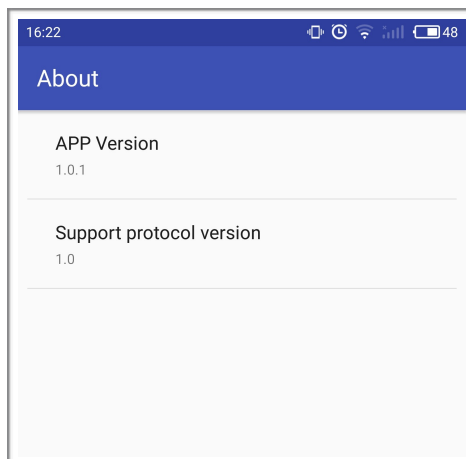 16:22 48
About
APP Version
1.0.1
Support protocol version
1.0